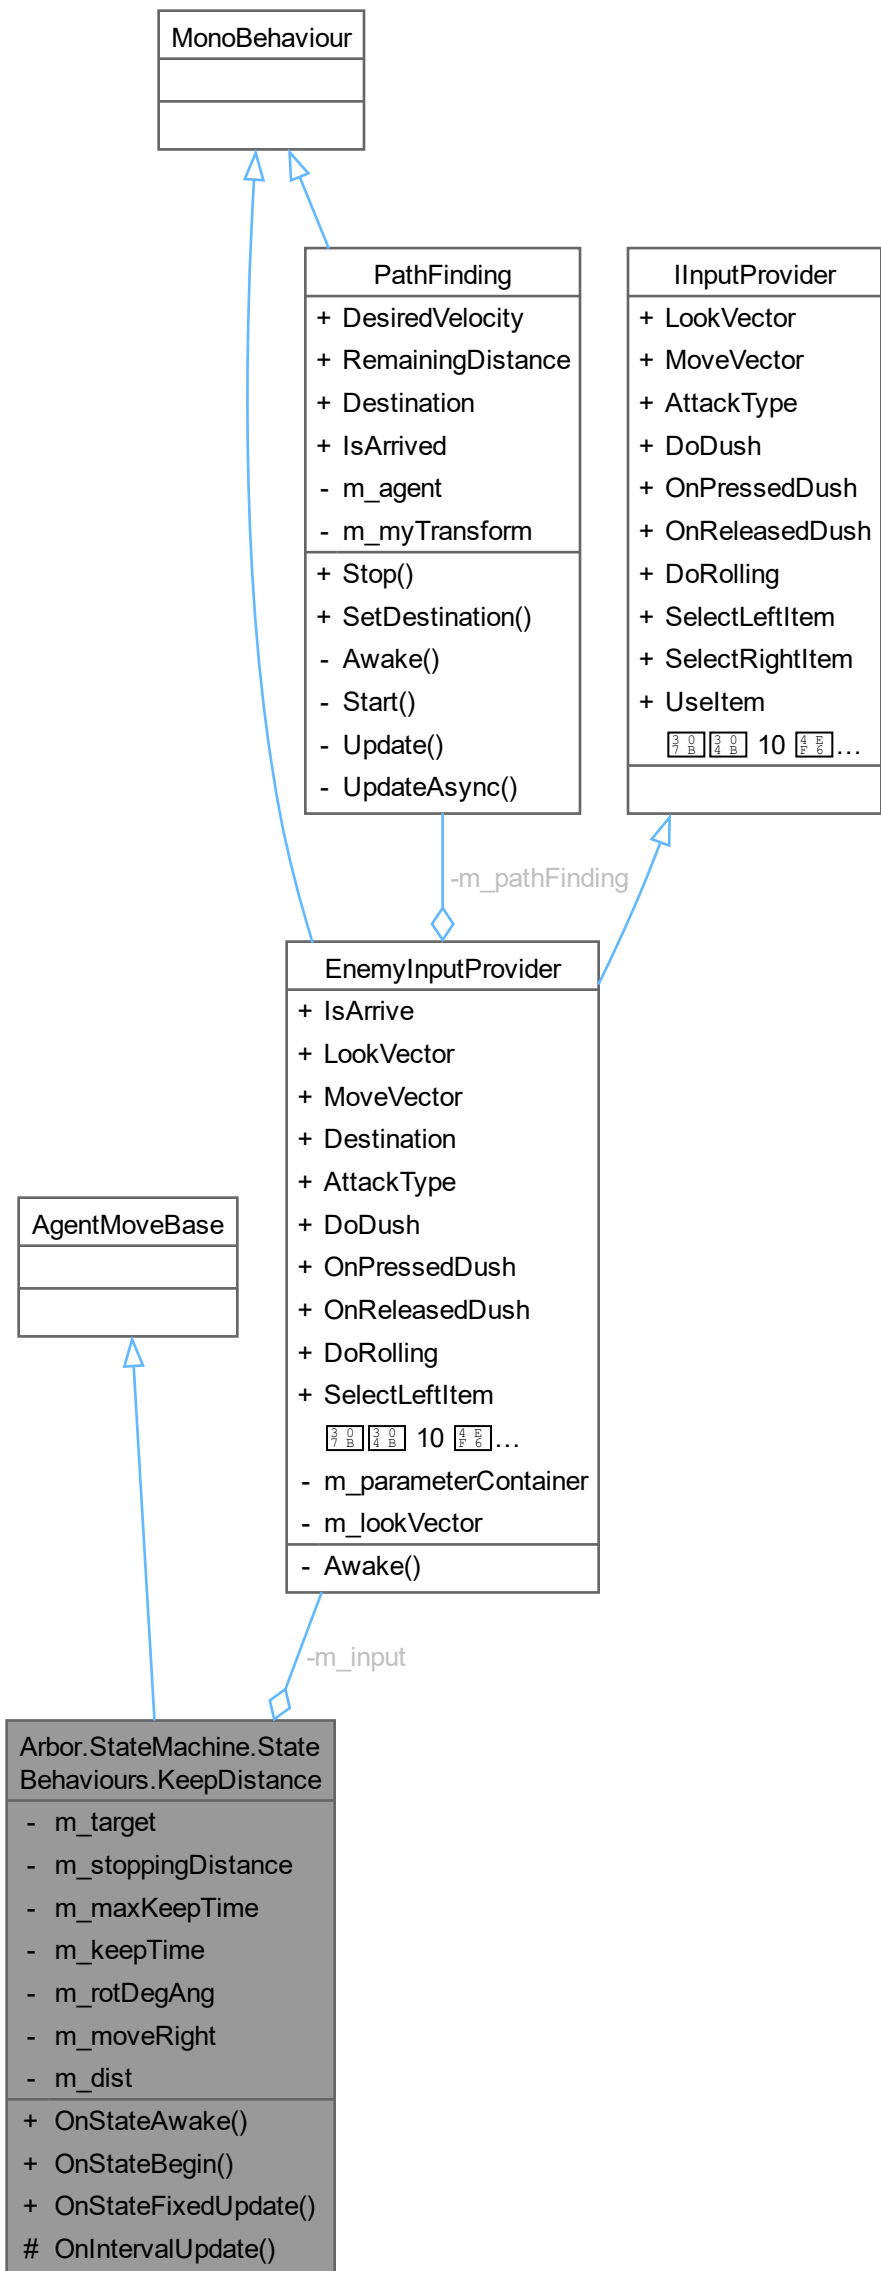 MonoBehaviour
PathFinding
+ DesiredVelocity
+ RemainingDistance
+ Destination
+ IsArrived
- m_agent
- m_myTransform
+ Stop()
+ SetDestination()
- Awake()
- Start()
- Update()
- UpdateAsync()
IInputProvider
+ LookVector
+ MoveVector
+ AttackType
+ DoDush
+ OnPressedDush
+ OnReleasedDush
+ DoRolling
+ SelectLeftItem
+ SelectRightItem
+ UseItem
10 ...
-m_pathFinding
EnemyInputProvider
+ IsArrive
+ LookVector
+ MoveVector
+ Destination
+ AttackType
+ DoDush
+ OnPressedDush
+ OnReleasedDush
+ DoRolling
+ SelectLeftItem
10 ...
- m_parameterContainer
- m_lookVector
- Awake()
AgentMoveBase
-m_input
Arbor.StateMachine.State
Behaviours.KeepDistance
- m_target
- m_stoppingDistance
- m_maxKeepTime
- m_keepTime
- m_rotDegAng
- m_moveRight
- m_dist
+ OnStateAwake()
+ OnStateBegin()
+ OnStateFixedUpdate()
# OnIntervalUpdate()